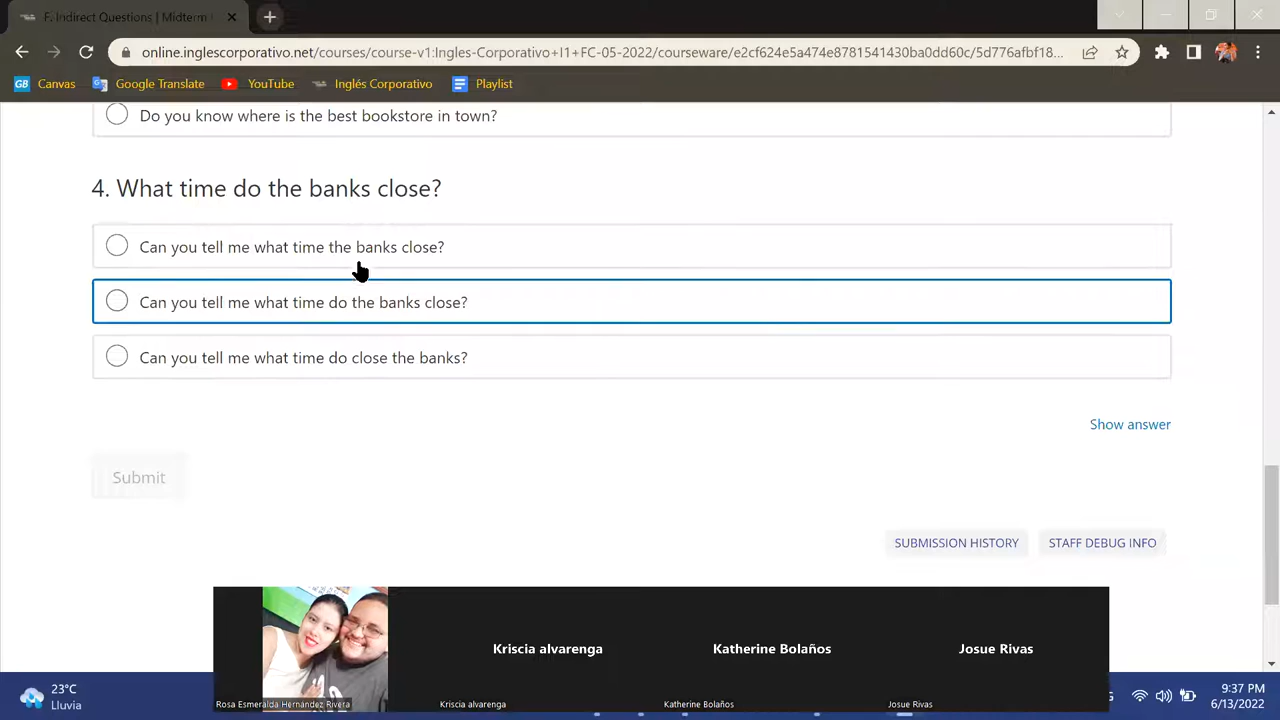 F. Indirect Questions | Midterm
online.inglescorporativo.net/courses/course-v1:Ingles-Corporativo+I1+FC-05-2022/courseware/e2cf624e5a474e8781541430ba0dd60c/5d776afbf18...
GB Canvas Google Translate YouTube Inglés Corporativo Playlist
Do you know where is the best bookstore in town?
4. What time do the banks close?
Can you tell me what time the banks close?
Can you tell me what time do the banks close?
Can you tell me what time do close the banks?
Show answer
Submit
SUBMISSION HISTORY STAFF DEBUG INFO
Kriscia alvarenga Katherine Bolaños Josue Rivas
Rosa Esmeralda Hernández Rivera Kriscia alvarenga Katherine Bolaños Josue Rivas
23°C
Lluvia
9:37 PM
6/13/2022